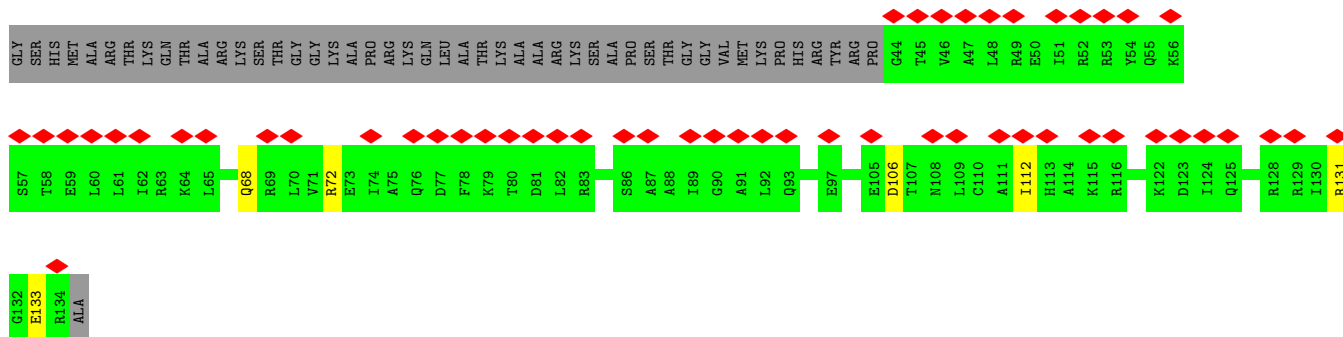 GLY SER HIS MET ALA ARG THR LYS GLN THR ALA ARG LYS SER THR GLY GLY LYS ALA PRO ARG LYS GLN LEU ALA THR LYS ALA ALA ARG LYS SER ALA PRO SER THR GLY GLY VAL MET LYS PRO HIS ARG TYR ARG PRO G44 T45 V46 A47 L48 R49 E50 I51 R52 R53 Y54 Q55 K56
S57 T58 E59 L60 L61 I62 R63 K64 L65 Q68 R69 L70 V71 R72 E73 I74 A75 Q76 D77 F78 K79 T80 D81 L82 R83 S86 A87 A88 I89 G90 A91 L92 Q93 E97 E105 D106 T107 N108 L109 C110 A111 I112 H113 A114 K115 R116 K122 D123 I124 Q125 R128 R129 I130 R131
G132 E133 R134 ALA